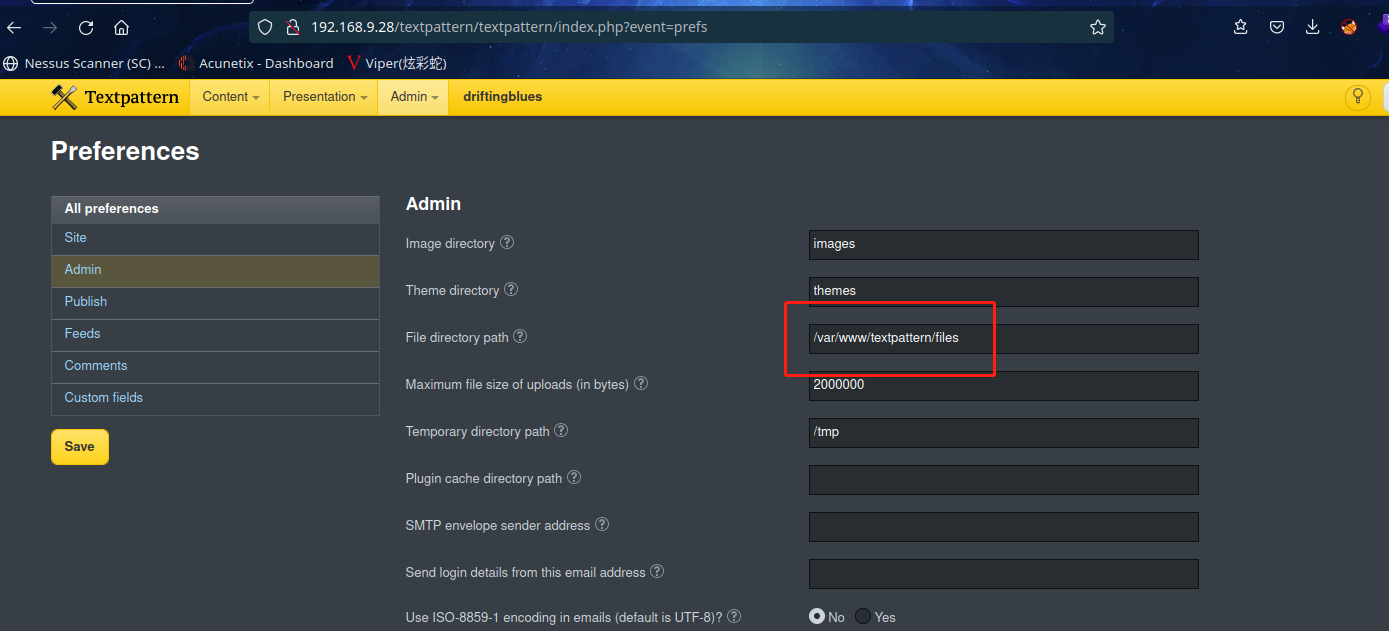 192.168.9.28/textpattern/textpattern/index.php?event=prefs
Nessus Scanner (SC) ... Acunetix - Dashboard Viper(炫彩蛇)
Textpattern Content Presentation Admin driftingblues
Preferences
All preferences
Site
Admin
Publish
Feeds
Comments
Custom fields
Save
Admin
Image directory ? images
Theme directory ? themes
File directory path ? /var/www/textpattern/files
Maximum file size of uploads (in bytes) ? 2000000
Temporary directory path ? /tmp
Plugin cache directory path ?
SMTP envelope sender address ?
Send login details from this email address ?
Use ISO-8859-1 encoding in emails (default is UTF-8)? ? No Yes